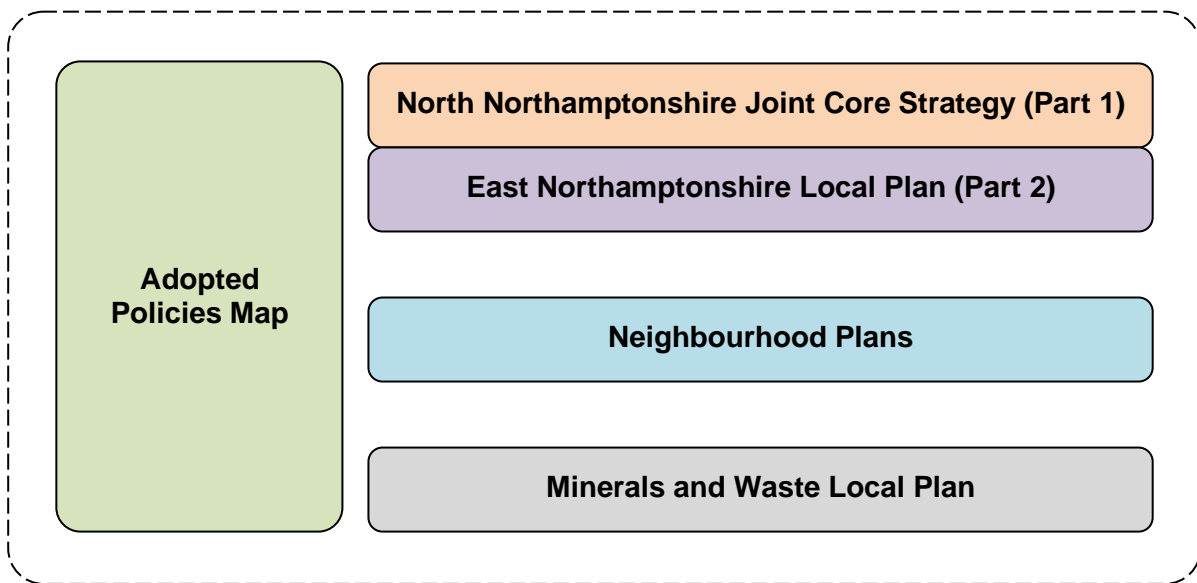 Adopted
Policies Map
North Northamptonshire Joint Core Strategy (Part 1)
East Northamptonshire Local Plan (Part 2)
Neighbourhood Plans
Minerals and Waste Local Plan